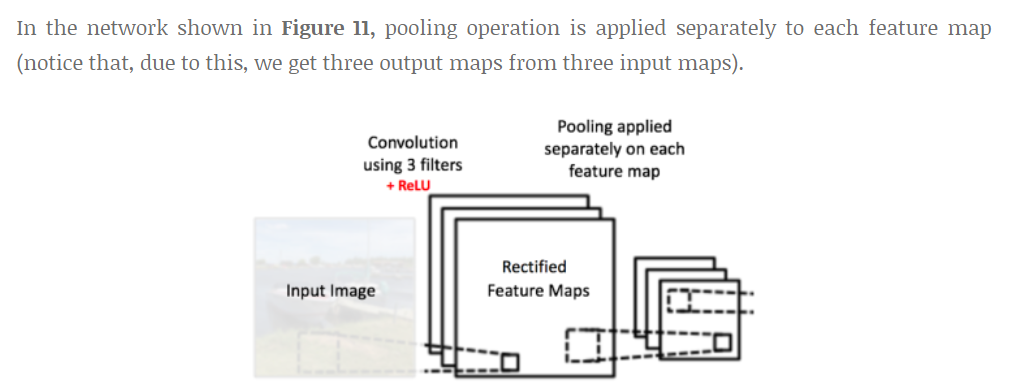 In the network shown in Figure 11, pooling operation is applied separately to each feature map
(notice that, due to this, we get three output maps from three input maps).
Convolution
using 3 filters
+ ReLU
Pooling applied
separately on each
feature map
Input Image
Rectified
Feature Maps